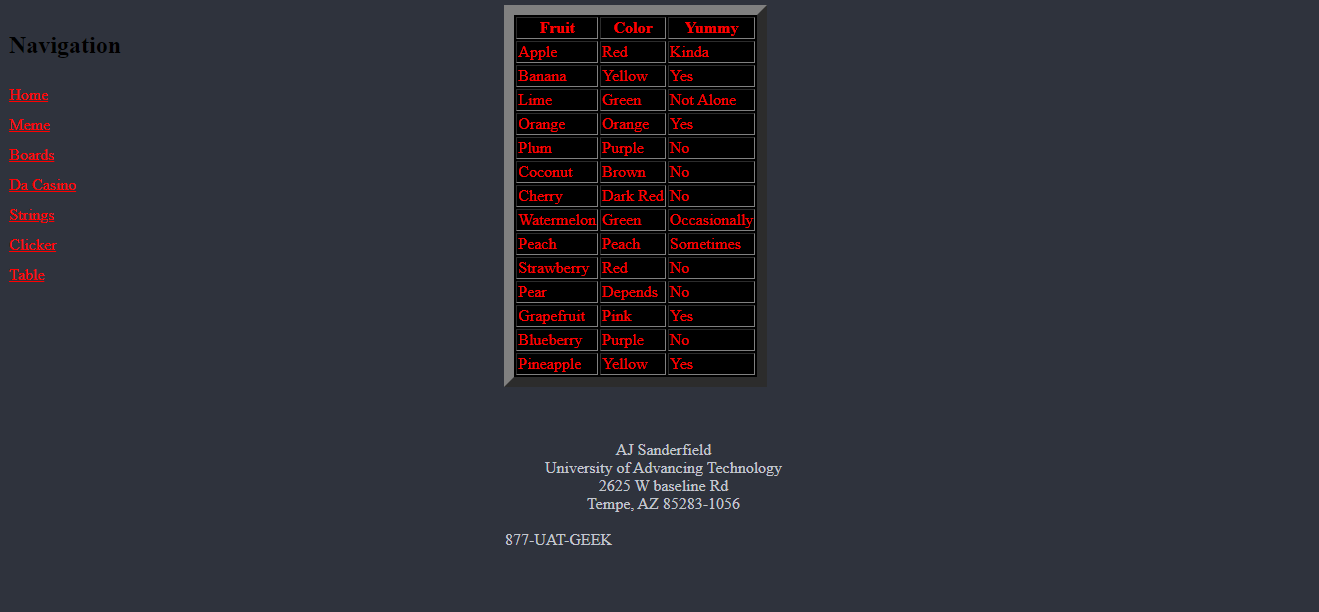 Navigation
Home
Meme
Boards
Da Casino
Strings
Clicker
Table
Fruit Color Yummy
Apple Red Kinda
Banana Yellow Yes
Lime Green Not Alone
Orange Orange Yes
Plum Purple No
Coconut Brown No
Cherry Dark Red No
Watermelon Green Occasionally
Peach Peach Sometimes
Strawberry Red No
Pear Depends No
Grapefruit Pink Yes
Blueberry Purple No
Pineapple Yellow Yes
AJ Sanderfield
University of Advancing Technology
2625 W baseline Rd
Tempe, AZ 85283-1056
877-UAT-GEEK